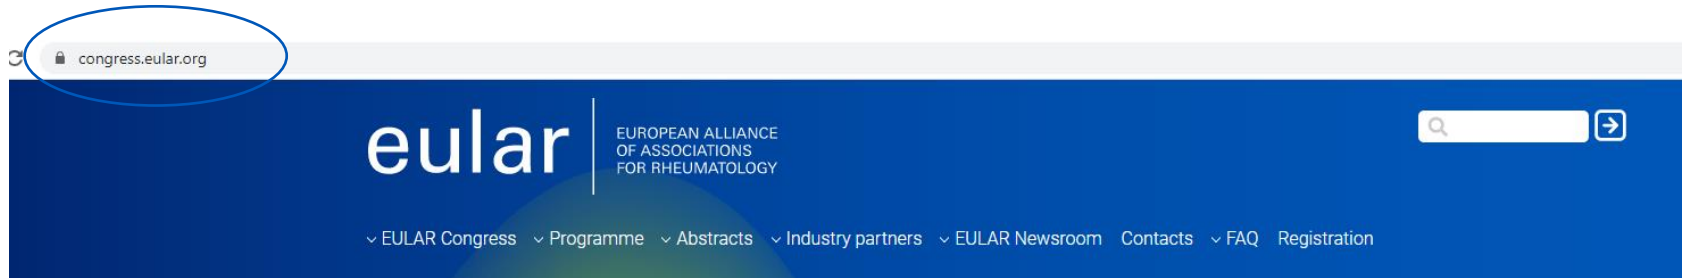 congress.eular.org
eular
EUROPEAN ALLIANCE
OF ASSOCIATIONS
FOR RHEUMATOLOGY
EULAR Congress Programme Abstracts Industry partners EULAR Newsroom Contacts FAQ Registration